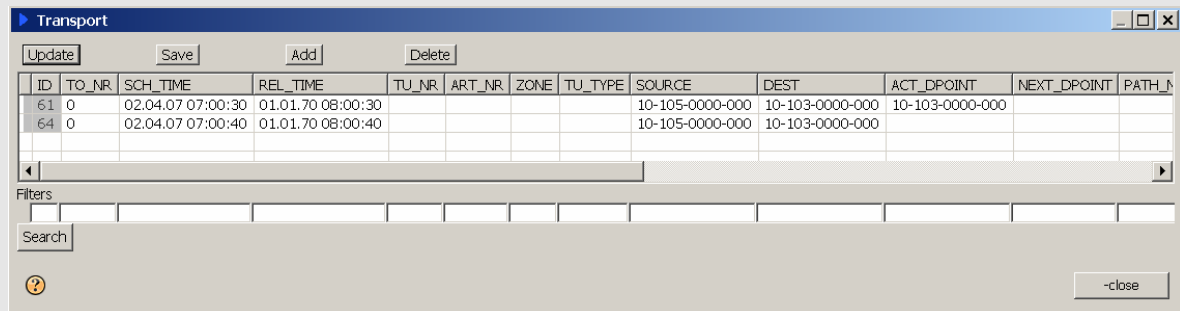 Transport
Update Save Add Delete
ID TO_NR SCH_TIME REL_TIME TU_NR ART_NR ZONE TU_TYPE SOURCE DEST ACT_DPOINT NEXT_DPOINT
61 0 02.04.07 07:00:30 01.01.70 08:00:30 10-105-0000-000 10-103-0000-000 10-103-0000-000
64 0 02.04.07 07:00:40 01.01.70 08:00:40 10-105-0000-000 10-103-0000-000
Filters
Search
-close